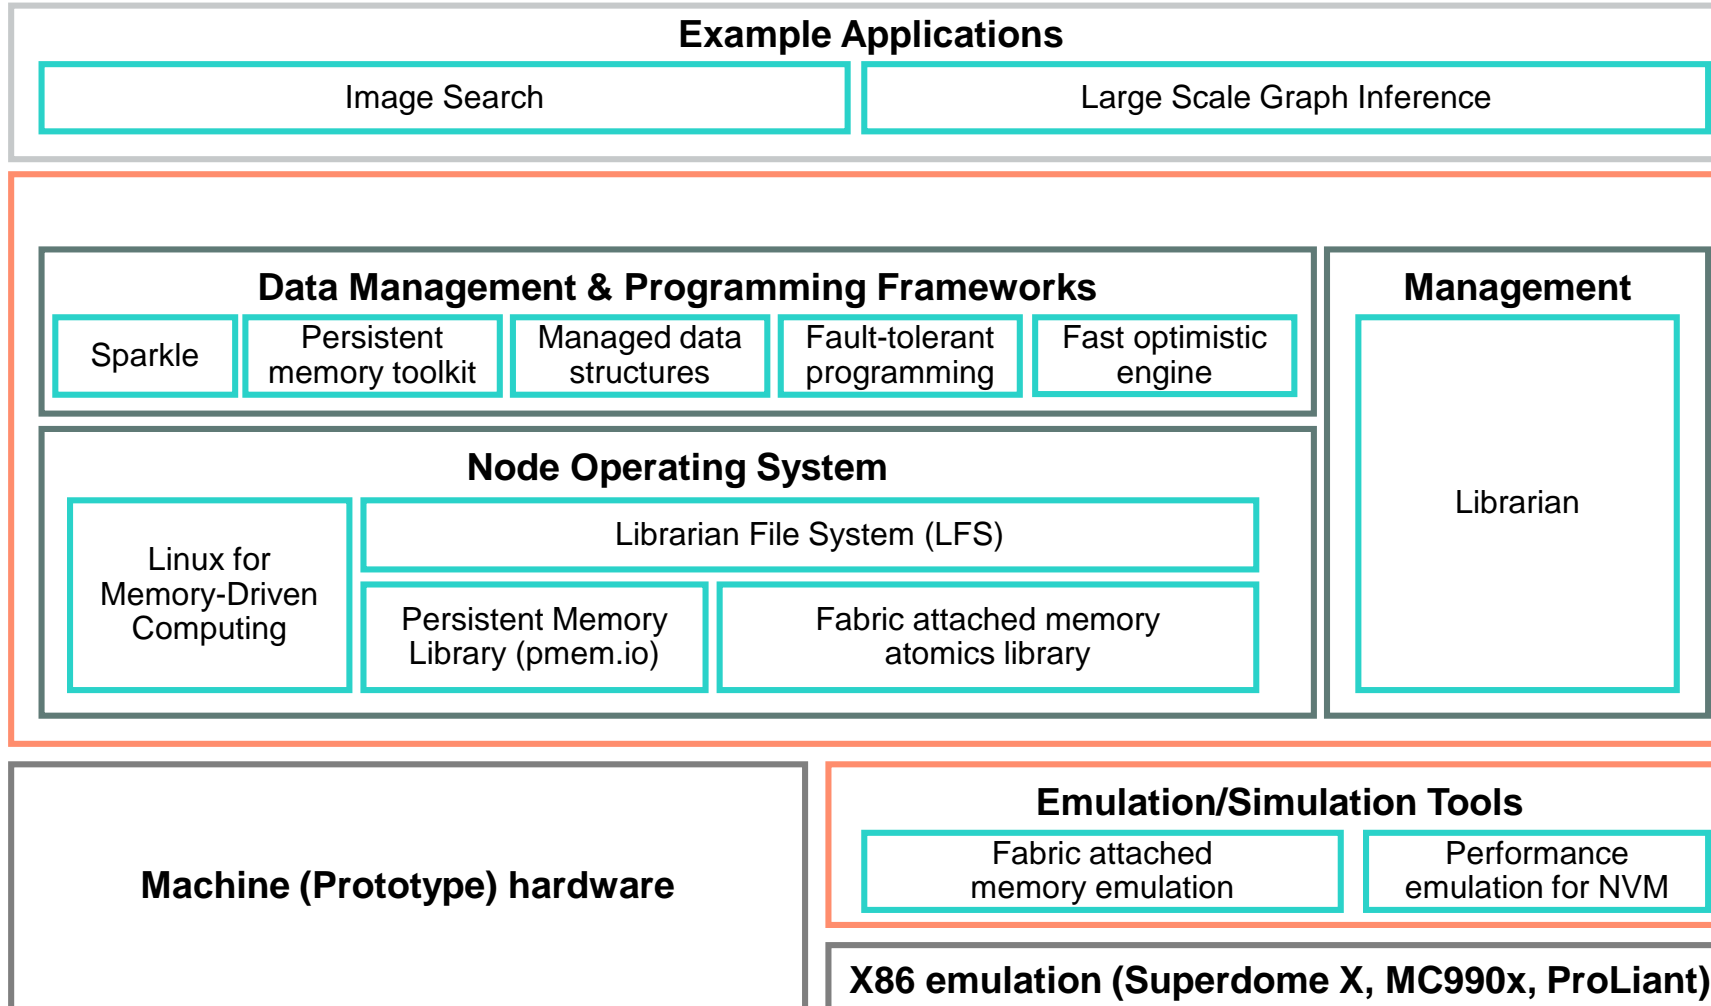 Example Applications
Image Search
Large Scale Graph Inference
Data Management & Programming Frameworks
Sparkle
Persistent
memory toolkit
Managed data
structures
Fault-tolerant
programming
Fast optimistic
engine
Management
Librarian
Node Operating System
Linux for
Memory-Driven
Computing
Librarian File System (LFS)
Persistent Memory
Library (pmem.io)
Fabric attached memory
atomics library
Machine (Prototype) hardware
Emulation/Simulation Tools
Fabric attached
memory emulation
Performance
emulation for NVM
X86 emulation (Superdome X, MC990x, ProLiant)